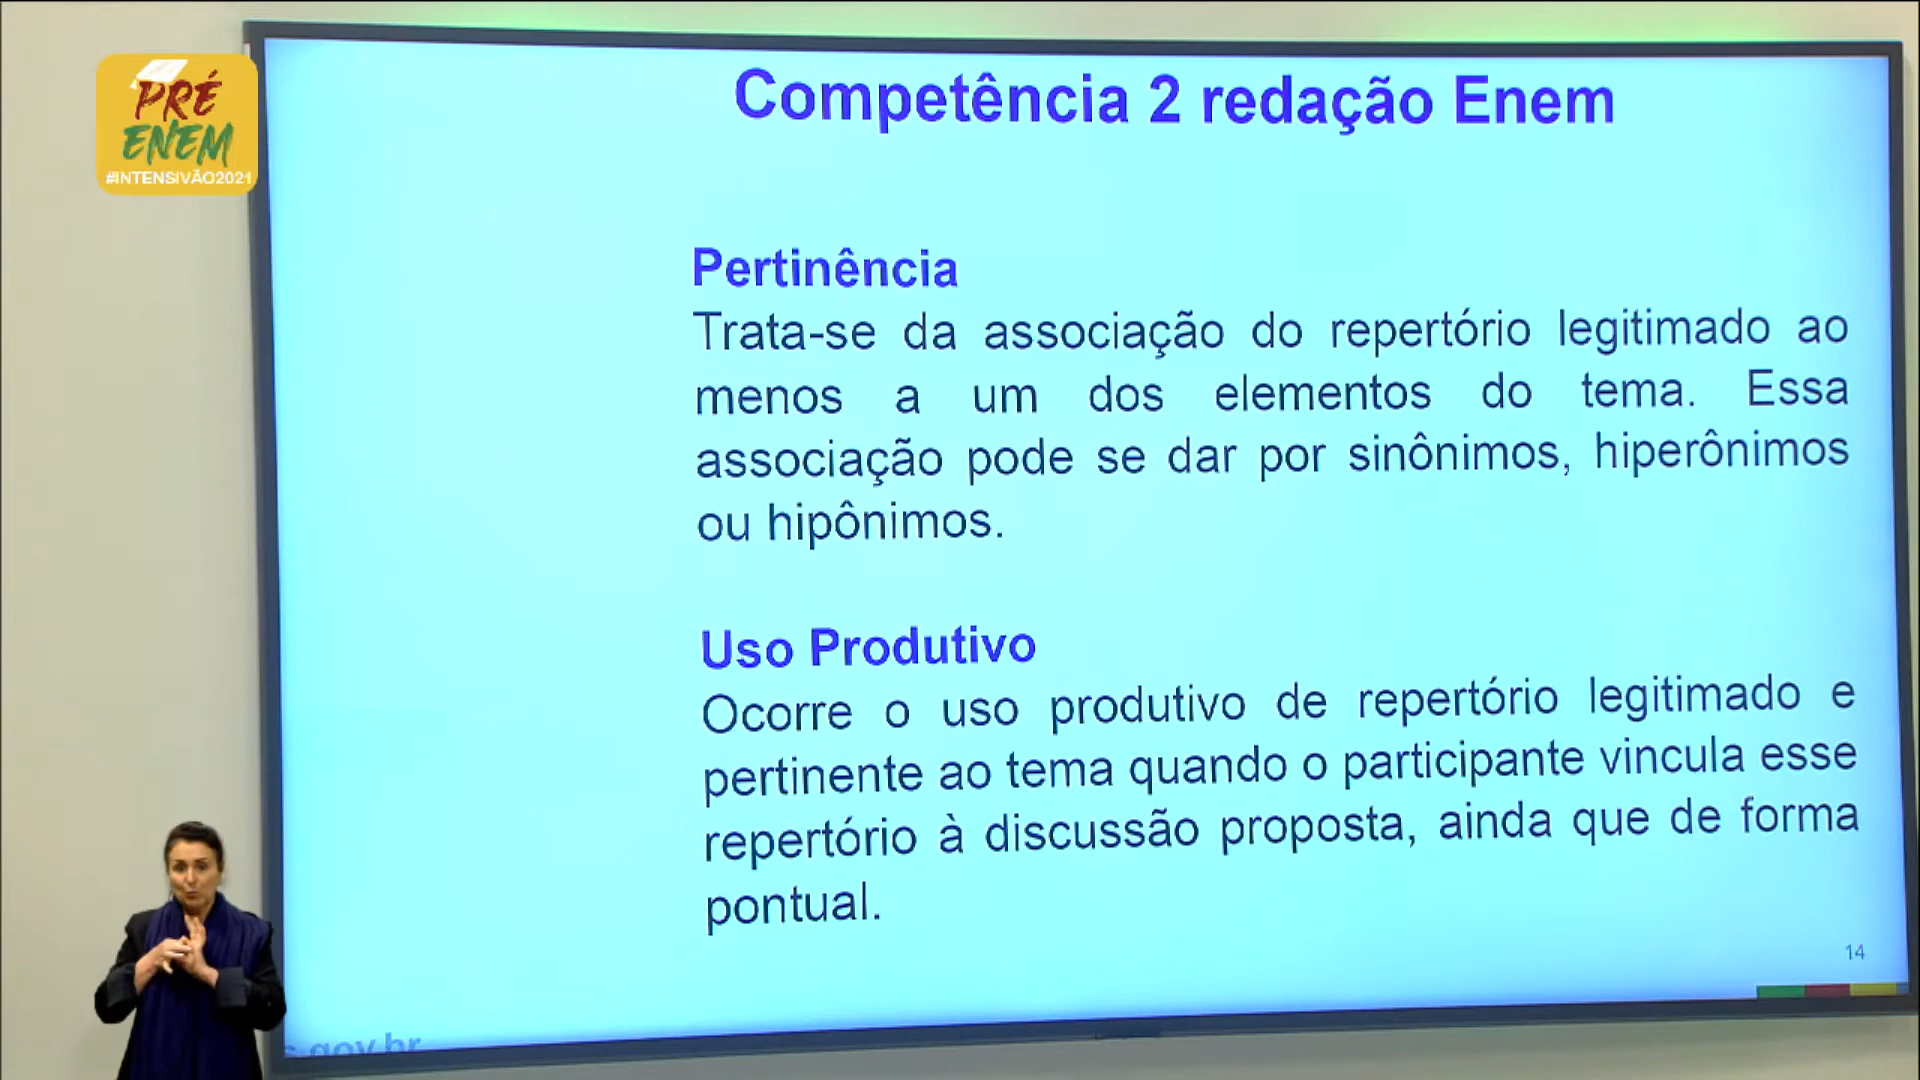 PRÉ
ENEM
#INTENSIVÃO2021
Competência 2 redação Enem
Pertinência
Trata-se da associação do repertório legitimado ao
menos a um dos elementos do tema. Essa
associação pode se dar por sinônimos, hiperônimos
ou hipônimos.
Uso Produtivo
Ocorre o uso produtivo de repertório legitimado e
pertinente ao tema quando o participante vincula esse
repertório à discussão proposta, ainda que de forma
pontual.
14
.gov.br